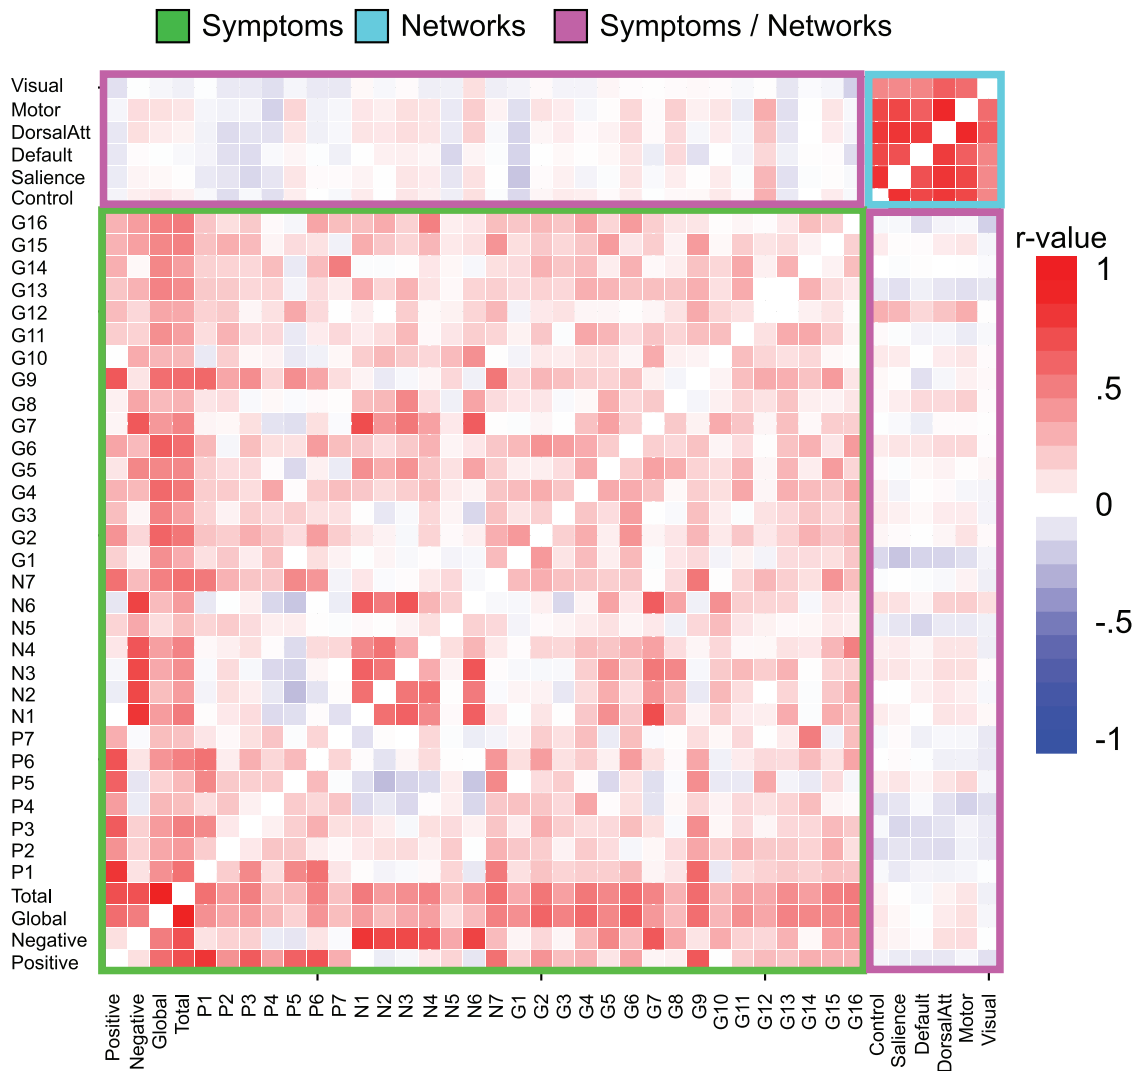 Symptoms Networks Symptoms / Networks
Visual
Motor
DorsalAtt
Default
Salience
Control
G16
G15
G14
G13
G12
G11
G10
G9
G8
G7
G6
G5
G4
G3
G2
G1
N7
N6
N5
N4
N3
N2
N1
P7
P6
P5
P4
P3
P2
P1
Total
Global
Negative
Positive
r-value
1
.5
0
-.5
-1
Positive
Negative
Global
Total
P1
P2
P3
P4
P5
P6
P7
N1
N2
N3
N4
N5
N6
N7
G1
G2
G3
G4
G5
G6
G7
G8
G9
G10
G11
G12
G13
G14
G15
G16
Control
Salience
Default
DorsalAtt
Motor
Visual